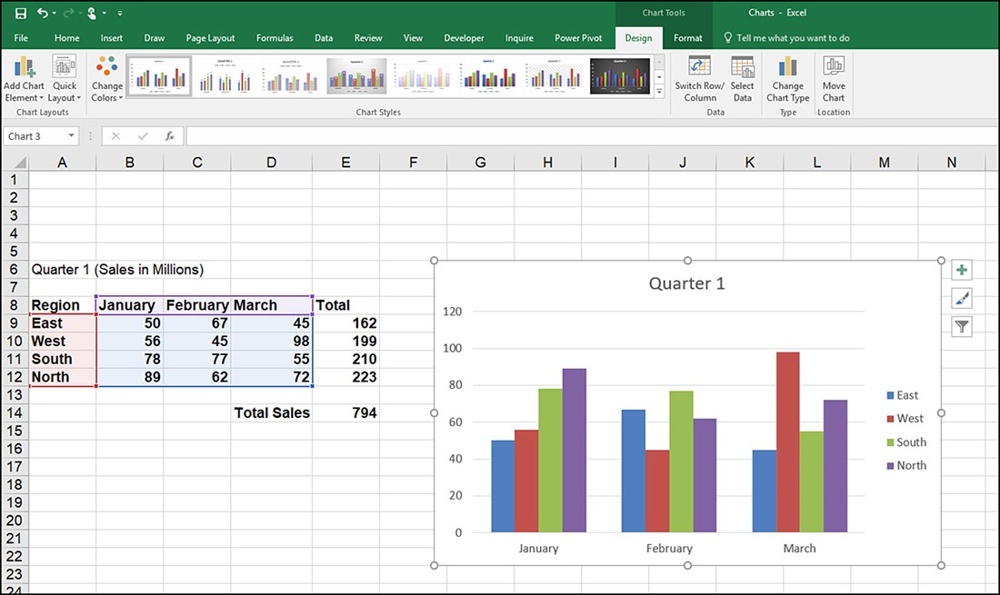 Chart Tools
Charts - Excel
File Home Insert Draw Page Layout Formulas Data Review View Developer Inquire Power Pivot Design Format Tell me what you want to do
Add Chart Element
Quick Layout
Change Colors
Switch Row/ Column
Select Data
Change Chart Type
Move Chart
Chart Layouts Chart Styles Data Type Location
Chart 3 fx
A B C D E F G H I J K L M N
1
2
3
4
5
6 Quarter 1 (Sales in Millions)
7
8 Region January February March Total
9 East 50 67 45 162
10 West 56 45 98 199
11 South 78 77 55 210
12 North 89 62 72 223
13
14 Total Sales 794
15
16
17
18
19
20
21
22
23
24
Quarter 1
120
100
80
60
40
20
0
January February March
East
West
South
North